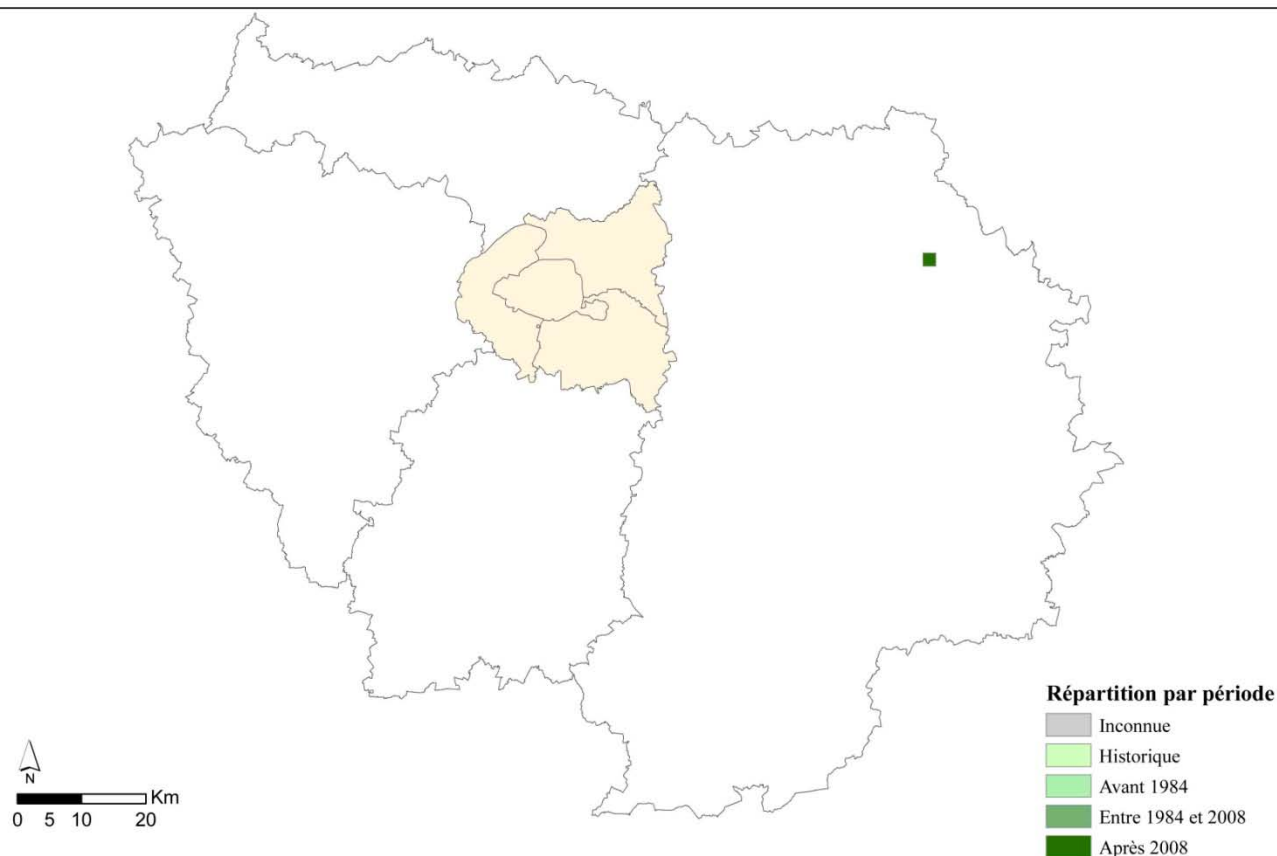 Répartition par période
Inconnue
Historique
Avant 1984
Entre 1984 et 2008
Après 2008
N
Km
0 5 10 20